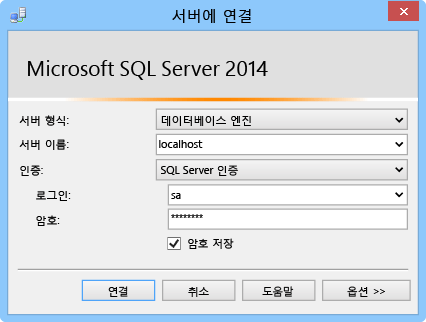 서버에 연결
Microsoft SQL Server 2014
서버 형식: 데이터베이스 엔진
서버 이름: localhost
인증: SQL Server 인증
로그인: sa
암호: ********
암호 저장
연결 취소 도움말 옵션 >>